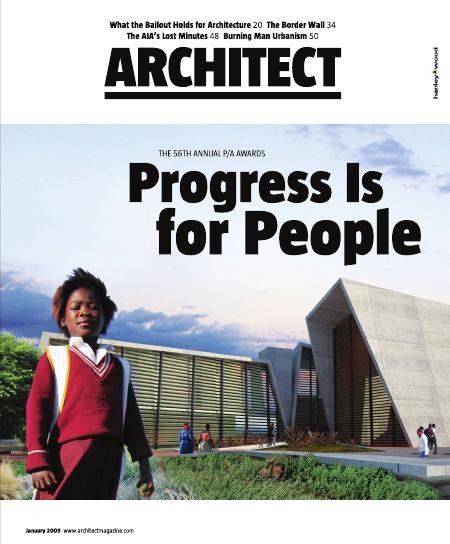 What the Bailout Holds for Architecture 20 The Border Wall 34
The AIA's Lost Minutes 48 Burning Man Urbanism 50
ARCHITECT
hanley▲wood
THE 56TH ANNUAL P/A AWARDS
Progress Is
for People
January 2009 www.architectmagazine.com